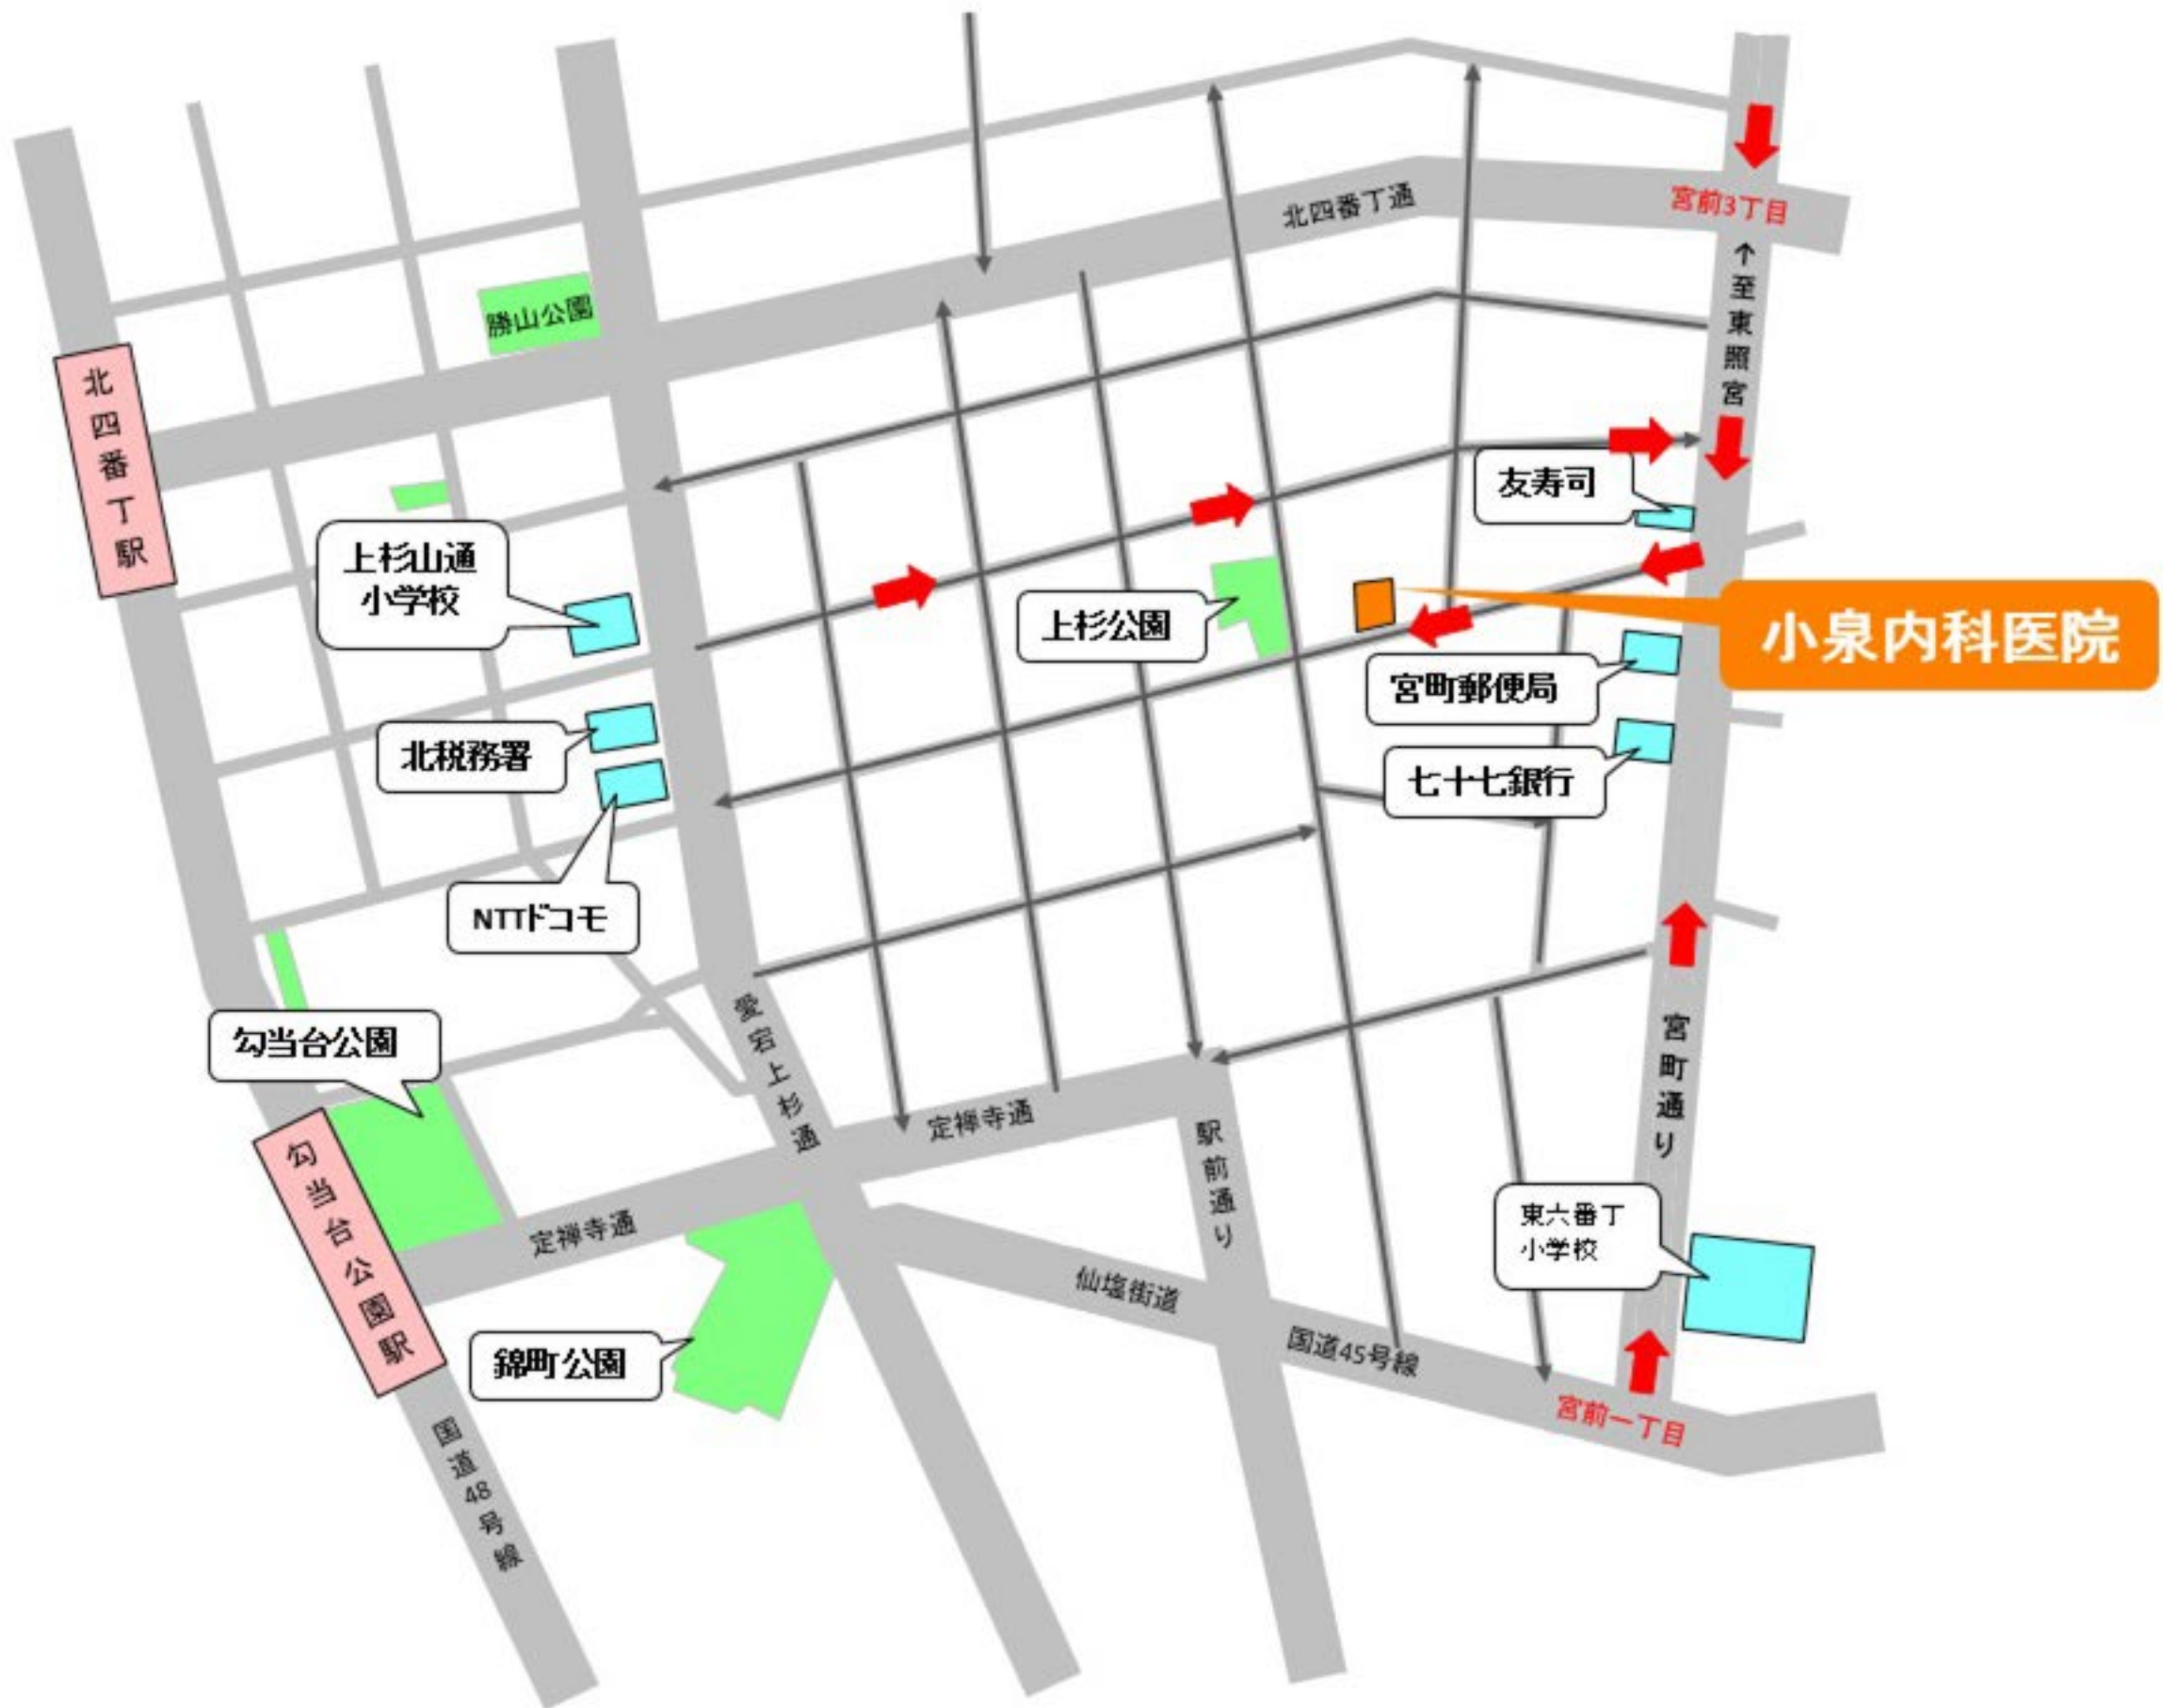 北四番丁通
宮前3丁目
↑至東照宮
勝山公園
北四番丁駅
友寿司
上杉山通
小学校
小泉内科医院
上杉公園
宮町郵便局
北税務署
七十七銀行
NTTドコモ
愛宕上杉通
勾当台公園
宮町通り
定禅寺通
駅前通り
勾当台公園駅
定禅寺通
東六番丁
小学校
仙塩街道
国道45号線
錦町公園
宮前一丁目
国道48号線